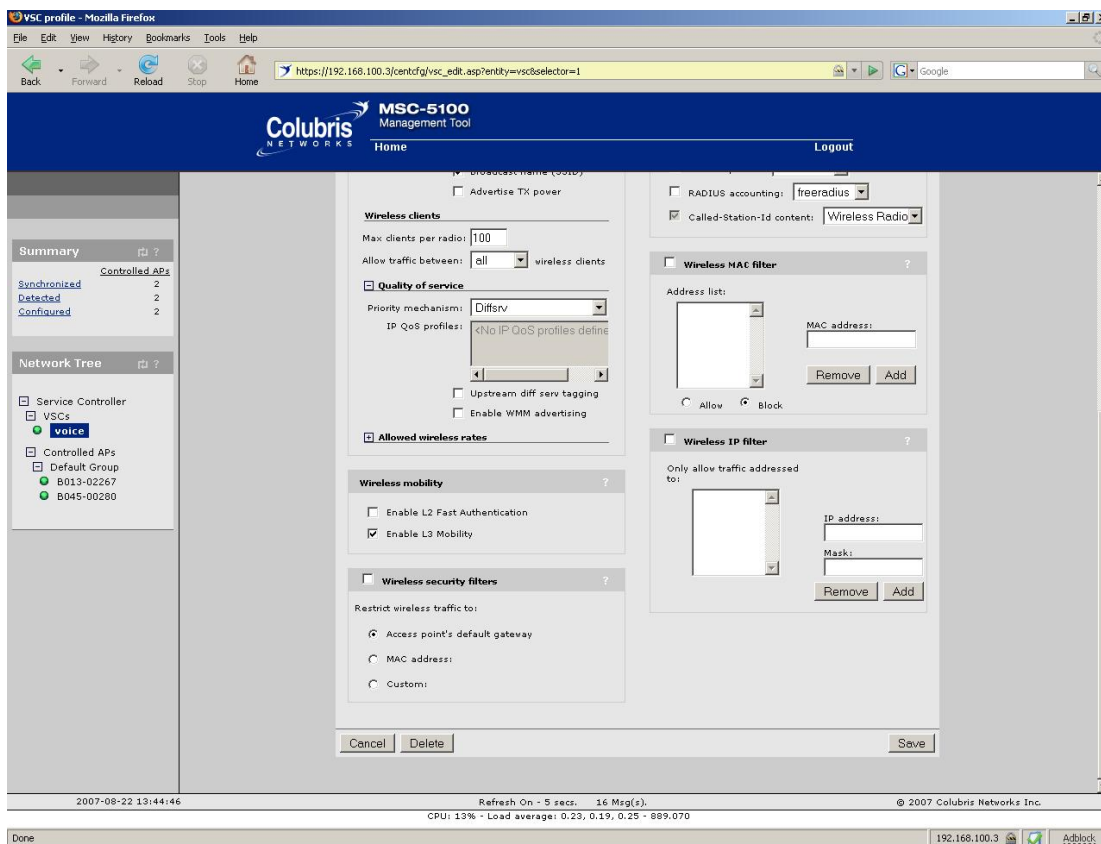 VSC profile - Mozilla Firefox
File Edit View History Bookmarks Tools Help
Back Forward Reload Stop Home
https://192.168.100.3/centcfg/vsc_edit.asp?entity=vsc&selector=1
G Google
Colubris NETWORKS
MSC-5100
Management Tool
Home Logout
Summary ?
Controlled APs
Synchronized 2
Detected 2
Configured 2
Network Tree ?
Service Controller
VSCs
voice
Controlled APs
Default Group
B013-02267
B045-00280
Broadcast name (SSID)
Advertise TX power
Wireless clients
Max clients per radio: 100
Allow traffic between: all wireless clients
Quality of service
Priority mechanism: Diffsrv
IP QoS profiles: <No IP QoS profiles define
Upstream diff serv tagging
Enable WMM advertising
Allowed wireless rates
Wireless mobility ?
Enable L2 Fast Authentication
Enable L3 Mobility
Wireless security filters ?
Restrict wireless traffic to:
Access point's default gateway
MAC address:
Custom:
RADIUS accounting: freeradius
Called-Station-Id content: Wireless Radio
Wireless MAC filter ?
Address list:
MAC address:
Remove Add
Allow Block
Wireless IP filter ?
Only allow traffic addressed
to:
IP address:
Mask:
Remove Add
Cancel Delete Save
2007-08-22 13:44:46 Refresh On - 5 secs. 16 Msg(s). © 2007 Colubris Networks Inc.
CPU: 13% - Load average: 0.23, 0.19, 0.25 - 889.070
Done 192.168.100.3 Adblock